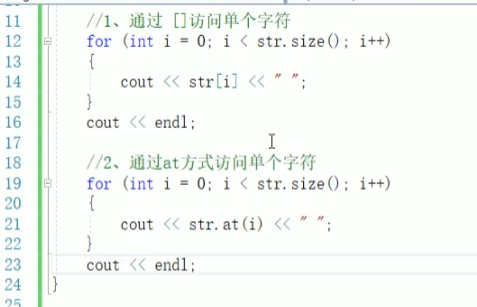 11 //1、通过 []访问单个字符
12 for (int i = 0; i < str.size(); i++)
13 {
14 cout << str[i] << " ";
15 }
16 cout << endl;
17
18 //2、通过at方式访问单个字符
19 for (int i = 0; i < str.size(); i++)
20 {
21 cout << str.at(i) << " ";
22 }
23 cout << endl;
24 }
25